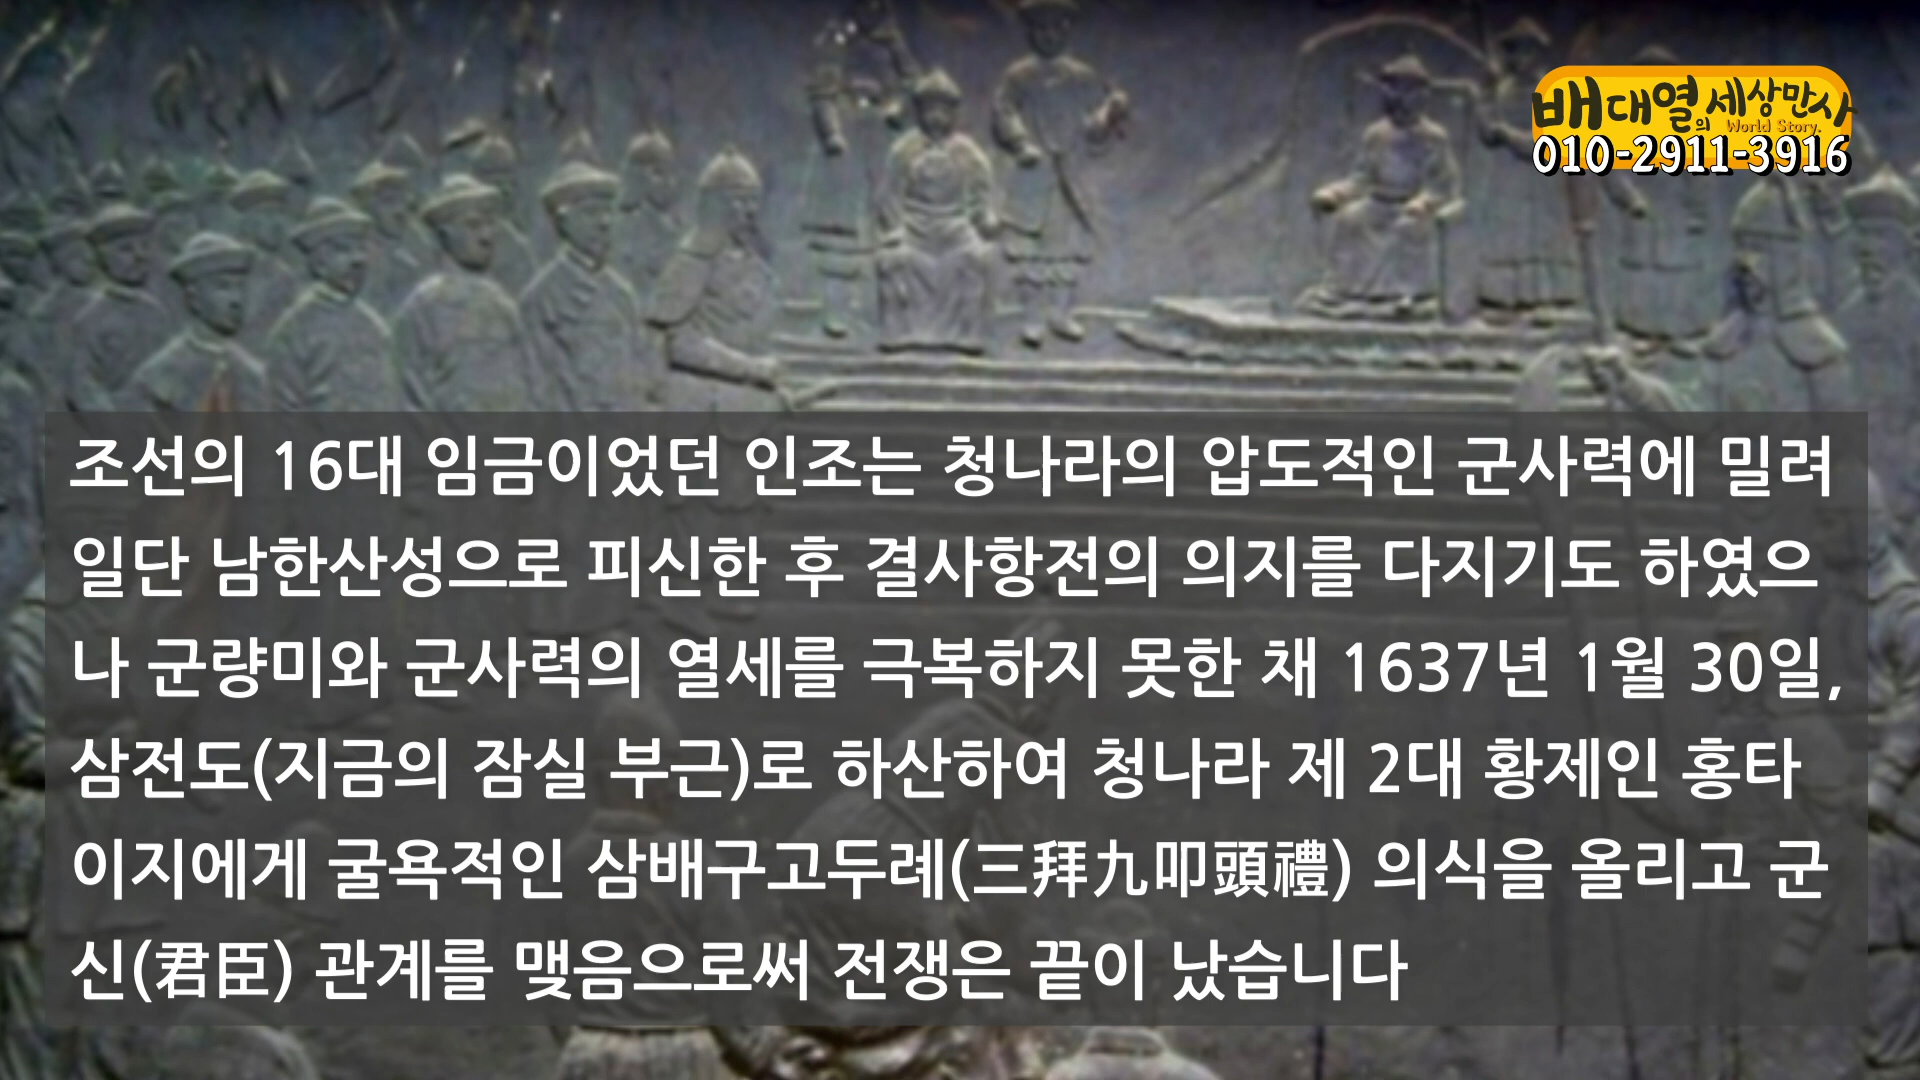 배대열의 세상만사
World Story.
010-2911-3916
조선의 16대 임금이었던 인조는 청나라의 압도적인 군사력에 밀려
일단 남한산성으로 피신한 후 결사항전의 의지를 다지기도 하였으
나 군량미와 군사력의 열세를 극복하지 못한 채 1637년 1월 30일,
삼전도(지금의 잠실 부근)로 하산하여 청나라 제 2대 황제인 홍타
이지에게 굴욕적인 삼배구고두례(三拜九叩頭禮) 의식을 올리고 군
신(君臣) 관계를 맺음으로써 전쟁은 끝이 났습니다